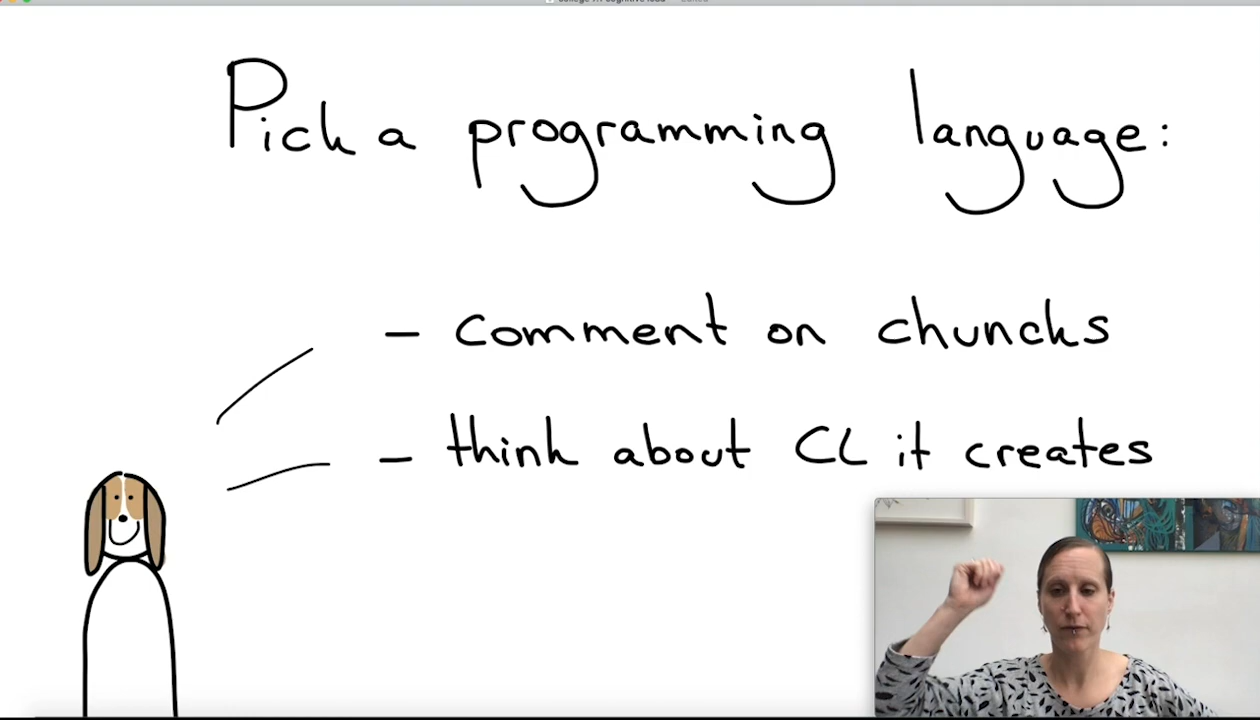 Pick a programming language:
- comment on chuncks
- think about CL it creates